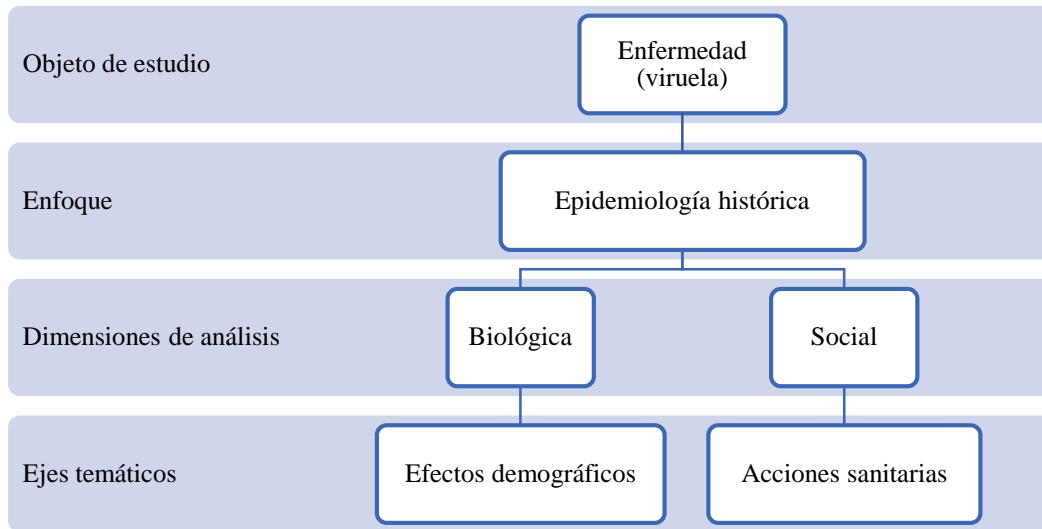 Objeto de estudio
Enfermedad
(viruela)
Enfoque
Epidemiología histórica
Dimensiones de análisis
Biológica
Social
Ejes temáticos
Efectos demográficos
Acciones sanitarias